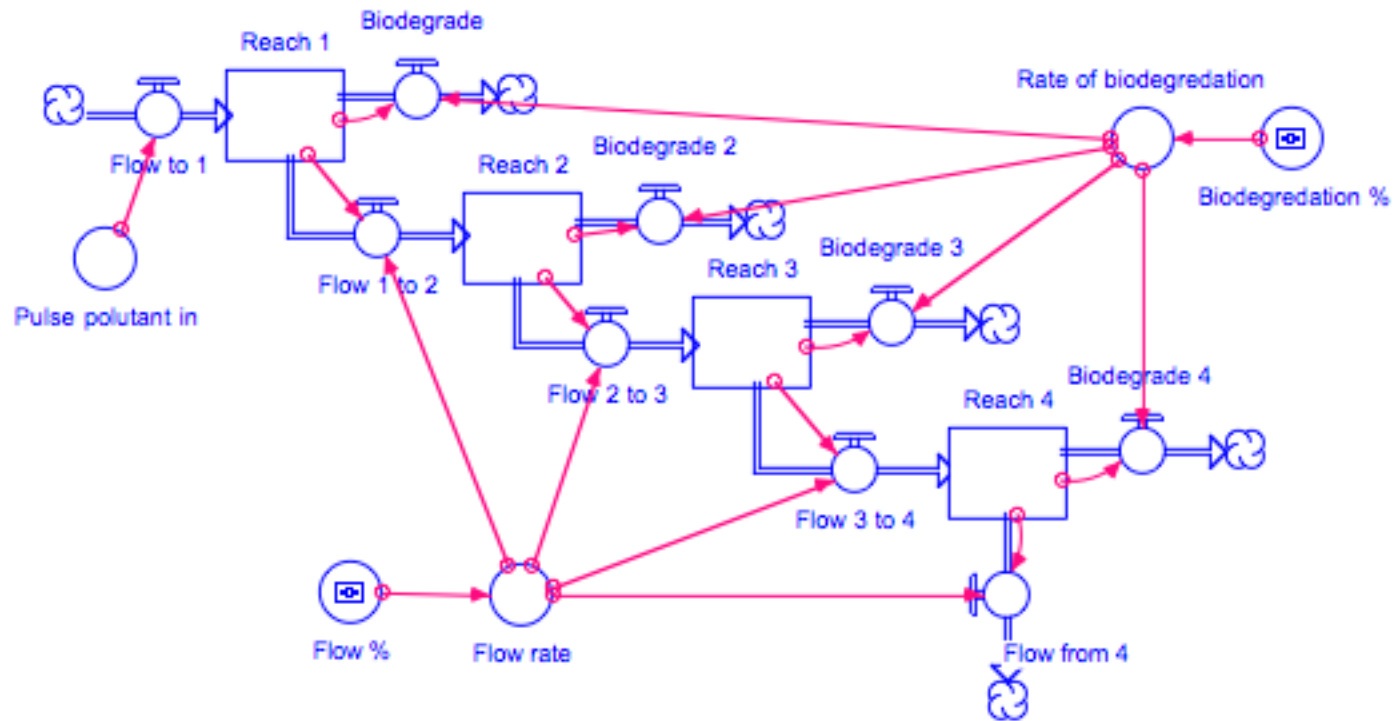 Biodegrade
Reach 1
Rate of biodegredation
Flow to 1
Reach 2
Biodegrade 2
Biodegredation %
Pulse polutant in
Flow 1 to 2
Reach 3
Biodegrade 3
Flow 2 to 3
Reach 4
Biodegrade 4
Flow 3 to 4
Flow %
Flow rate
Flow from 4